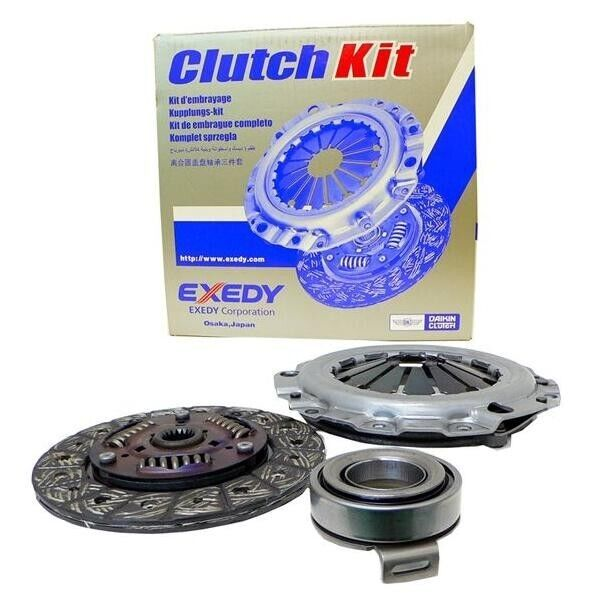 Clutch Kit
Kit d'embrayage
Kupplungs-kit
Kit de embrague completo
Komplet sprzegla
离合器盖盘轴承三件套
http://www.exedy.com
EXEDY
EXEDY Corporation
Osaka,Japan
DAIKIN
CLUTCH